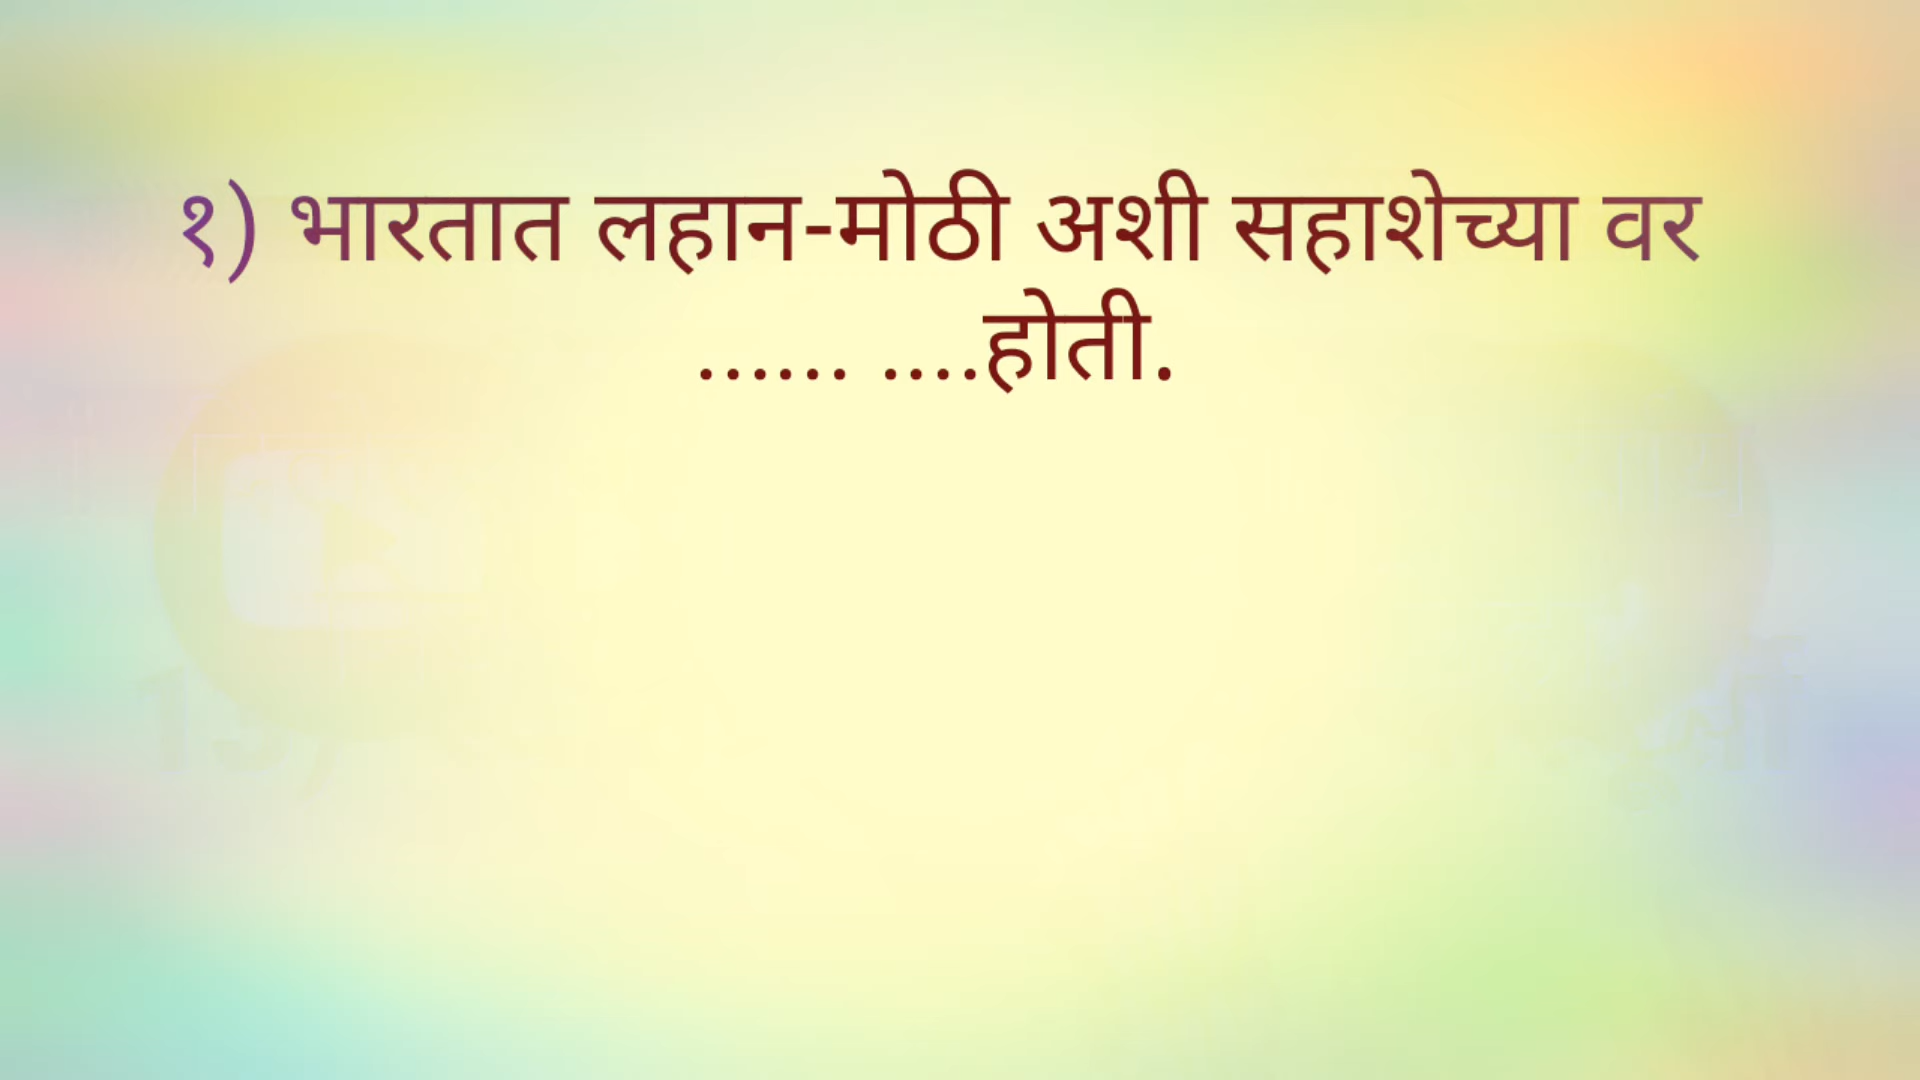 १) भारतात लहान-मोठी अशी सहाशेच्या वर
...... ....होती.